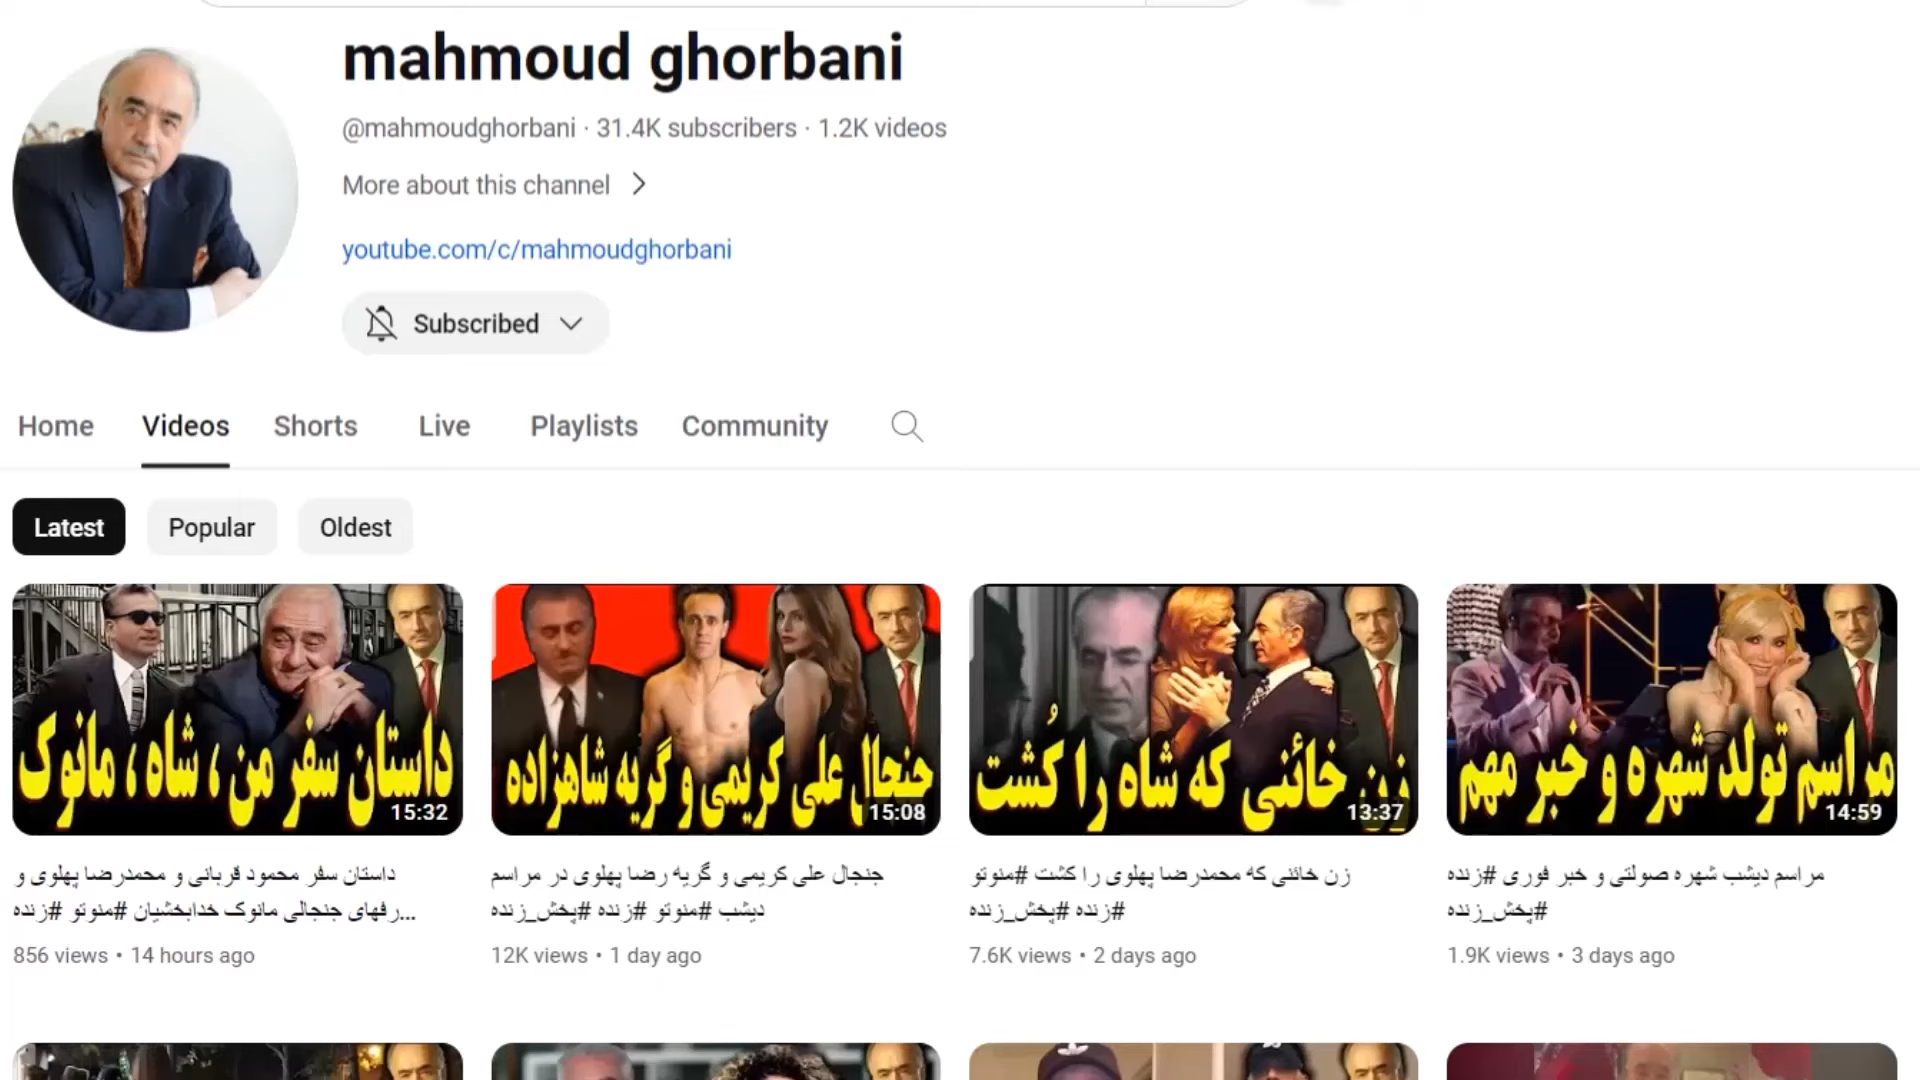 mahmoud ghorbani
@mahmoudghorbani · 31.4K subscribers · 1.2K videos
More about this channel
youtube.com/c/mahmoudghorbani
Subscribed
Home Videos Shorts Live Playlists Community
Latest Popular Oldest
داستان سفر من ، شاه ، مانوک
15:32
جنجال علی کریمی و گریه شاهزاده
15:08
زن خائنی که شاه را کُشت
13:37
مراسم تولد شهره و خبر مهم
14:59
داستان سفر محمود قربانی و محمدرضا پهلوی و
رفهای جنجالی مانوک خدابخشیان #منوتو #زنده...
856 views • 14 hours ago
جنجال علی کریمی و گریه رضا پهلوی در مراسم
دیشب #منوتو #زنده #پخش_زنده
12K views • 1 day ago
زن خائنی که محمدرضا پهلوی را کشت #منوتو
#زنده #پخش_زنده
7.6K views • 2 days ago
مراسم دیشب شهره صولتی و خبر فوری #زنده
#پخش_زنده
1.9K views • 3 days ago